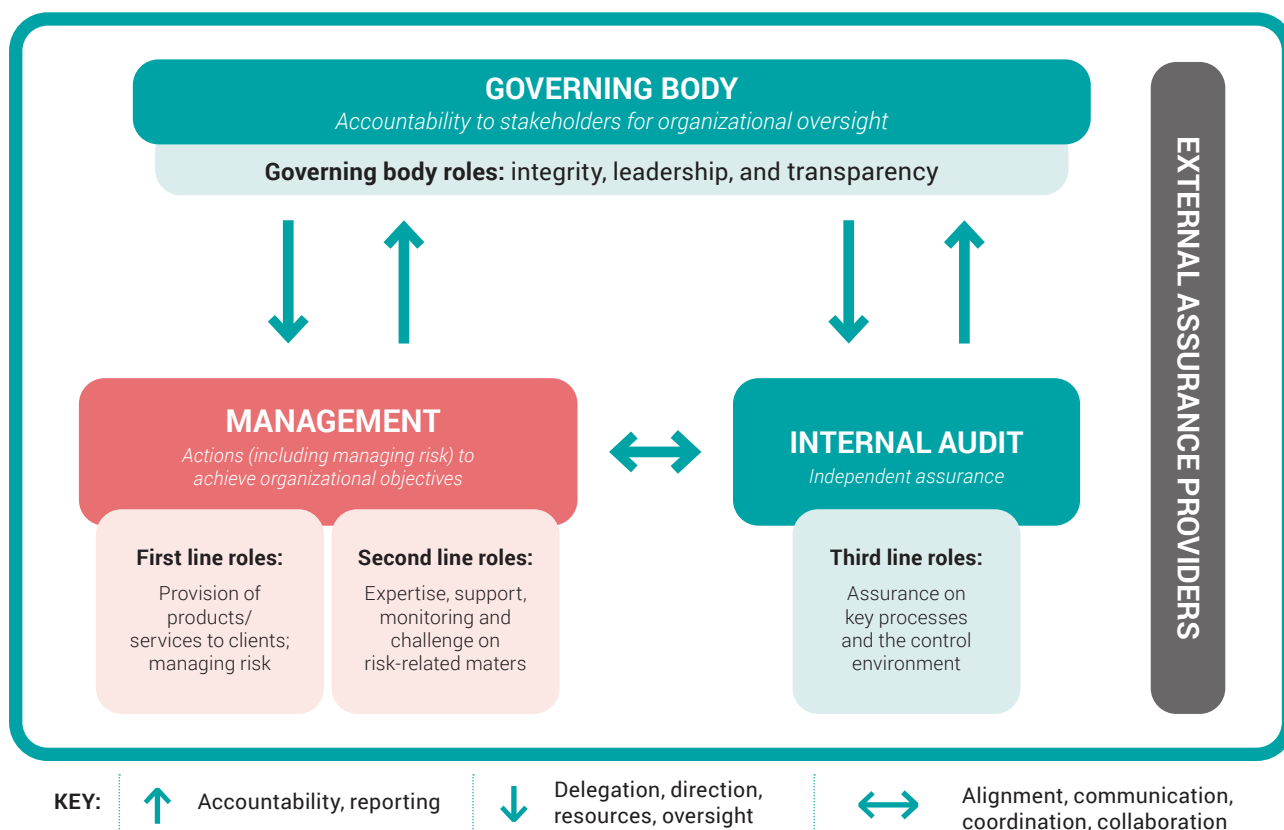 GOVERNING BODY
Accountability to stakeholders for organizational oversight
Governing body roles: integrity, leadership, and transparency
MANAGEMENT
Actions (including managing risk) to
achieve organizational objectives
First line roles:
Provision of
products/
services to clients;
managing risk
Second line roles:
Expertise, support,
monitoring and
challenge on
risk-related maters
INTERNAL AUDIT
Independent assurance
Third line roles:
Assurance on
key processes
and the control
environment
EXTERNAL ASSURANCE PROVIDERS
KEY:
Accountability, reporting
Delegation, direction,
resources, oversight
Alignment, communication,
coordination, collaboration